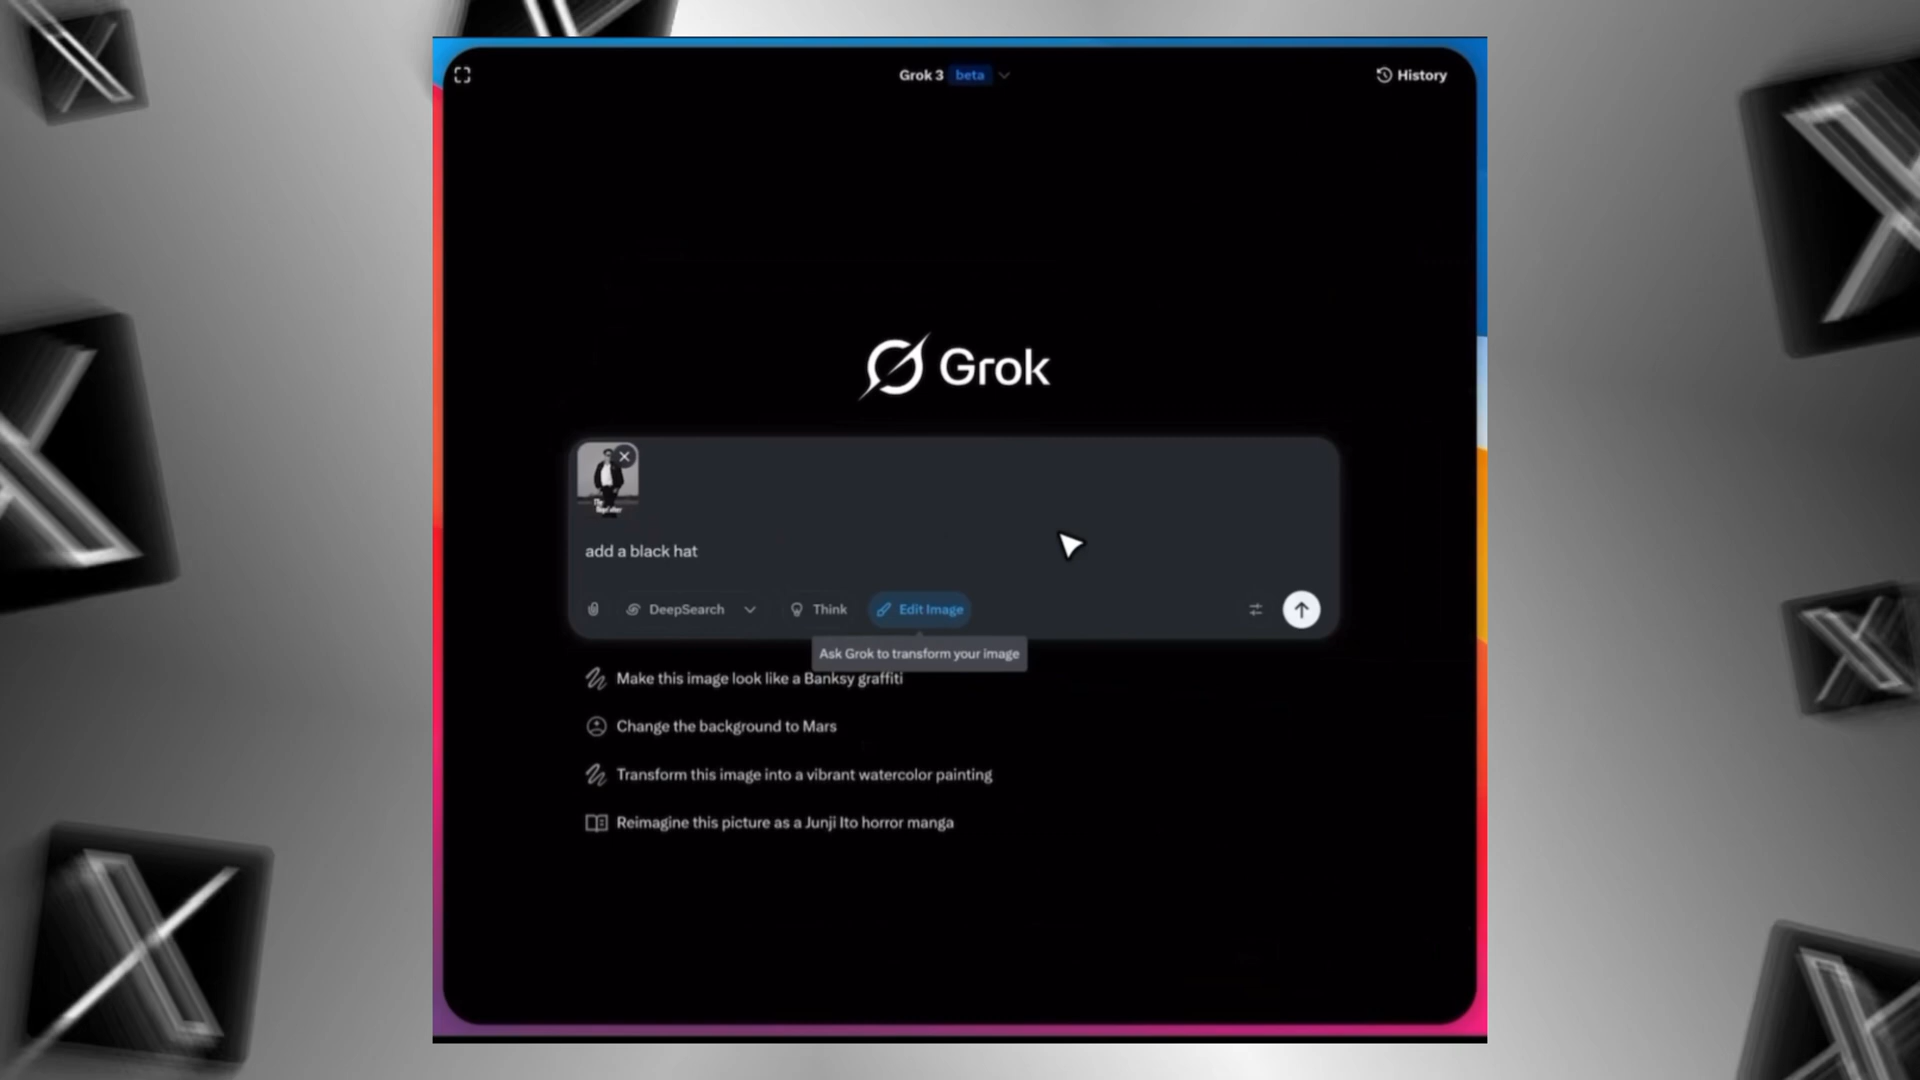 Grok 3 beta
History
Grok
add a black hat
DeepSearch
Think
Edit Image
Ask Grok to transform your image
Make this image look like a Banksy graffiti
Change the background to Mars
Transform this image into a vibrant watercolor painting
Reimagine this picture as a Junji Ito horror manga